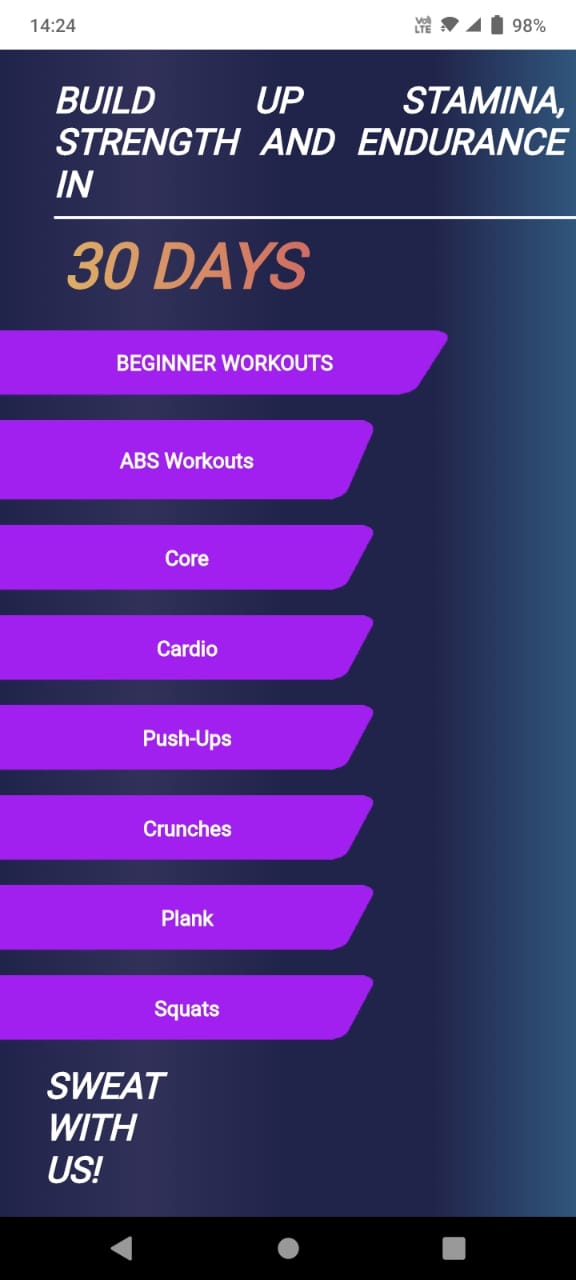 14:24 Vo) LTE 98%
BUILD UP STAMINA,
STRENGTH AND ENDURANCE
IN
30 DAYS
BEGINNER WORKOUTS
ABS Workouts
Core
Cardio
Push-Ups
Crunches
Plank
Squats
SWEAT
WITH
US!